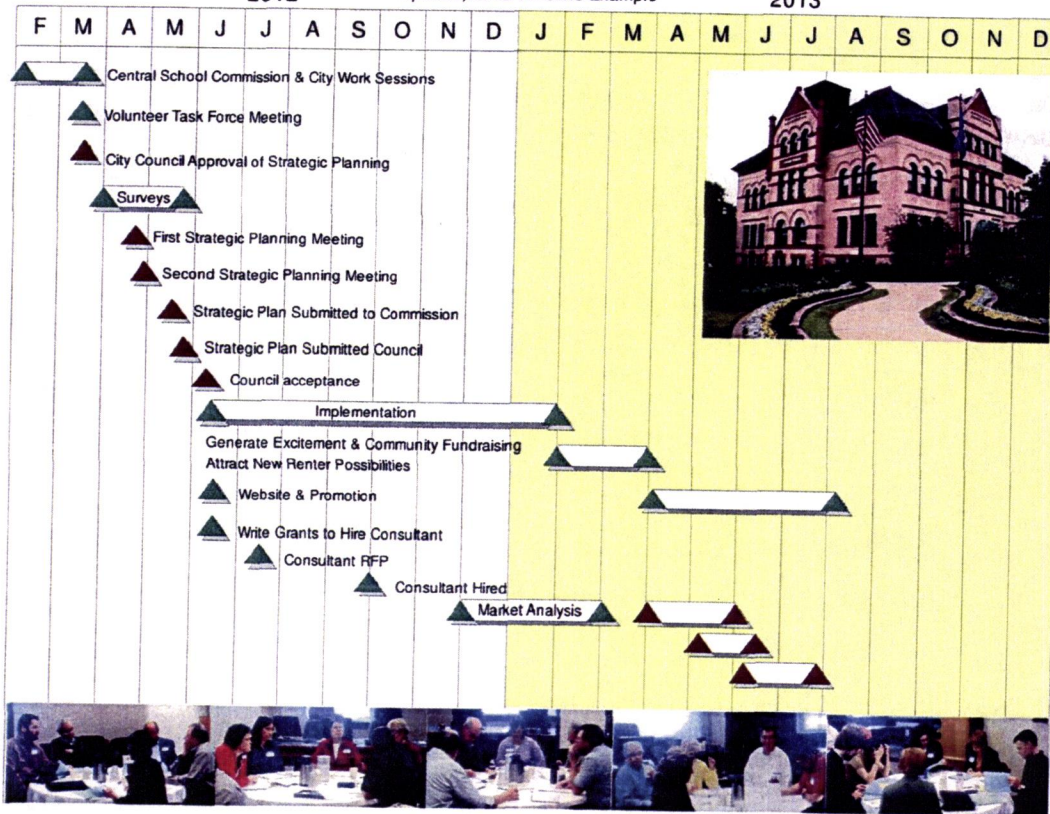 2012 Example 2013
F M A M J J A S O N D J F M A M J J A S O N D
Central School Commission & City Work Sessions
Volunteer Task Force Meeting
City Council Approval of Strategic Planning
Surveys
First Strategic Planning Meeting
Second Strategic Planning Meeting
Strategic Plan Submitted to Commission
Strategic Plan Submitted Council
Council acceptance
Implementation
Generate Excitement & Community Fundraising
Attract New Renter Possibilities
Website & Promotion
Write Grants to Hire Consultant
Consultant RFP
Consultant Hired
Market Analysis